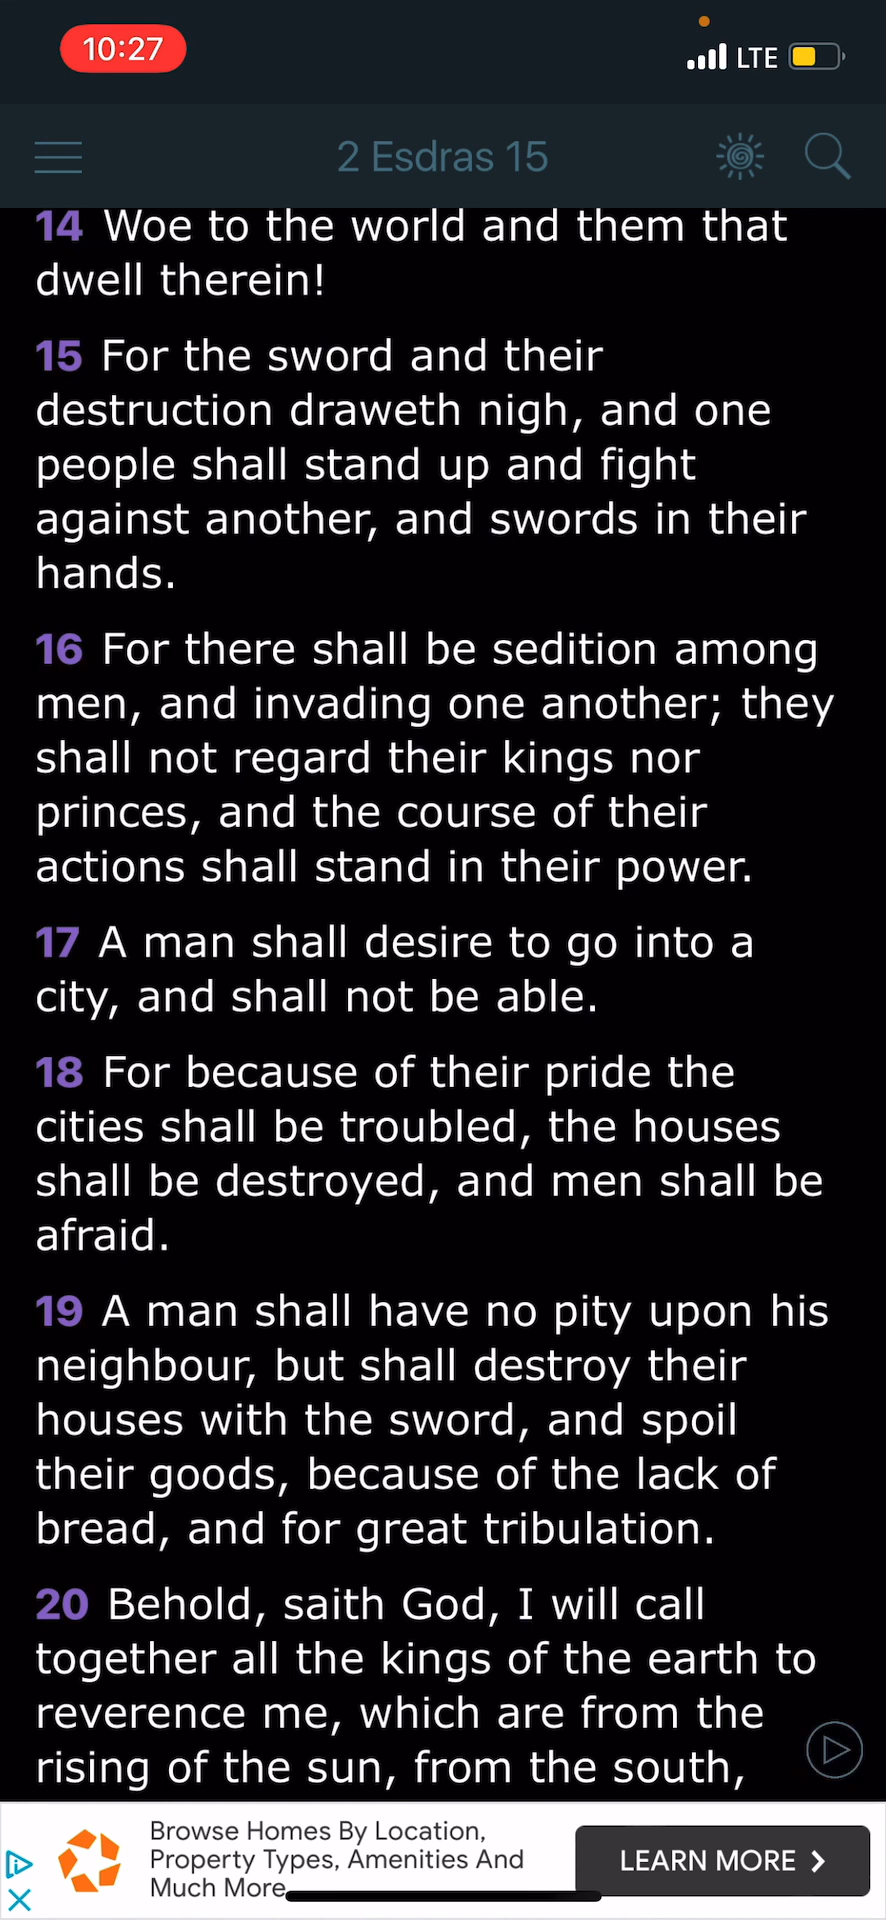 10:27
LTE
2 Esdras 15
14 Woe to the world and them that
dwell therein!
15 For the sword and their
destruction draweth nigh, and one
people shall stand up and fight
against another, and swords in their
hands.
16 For there shall be sedition among
men, and invading one another; they
shall not regard their kings nor
princes, and the course of their
actions shall stand in their power.
17 A man shall desire to go into a
city, and shall not be able.
18 For because of their pride the
cities shall be troubled, the houses
shall be destroyed, and men shall be
afraid.
19 A man shall have no pity upon his
neighbour, but shall destroy their
houses with the sword, and spoil
their goods, because of the lack of
bread, and for great tribulation.
20 Behold, saith God, I will call
together all the kings of the earth to
reverence me, which are from the
rising of the sun, from the south,
Browse Homes By Location,
Property Types, Amenities And
Much More
LEARN MORE